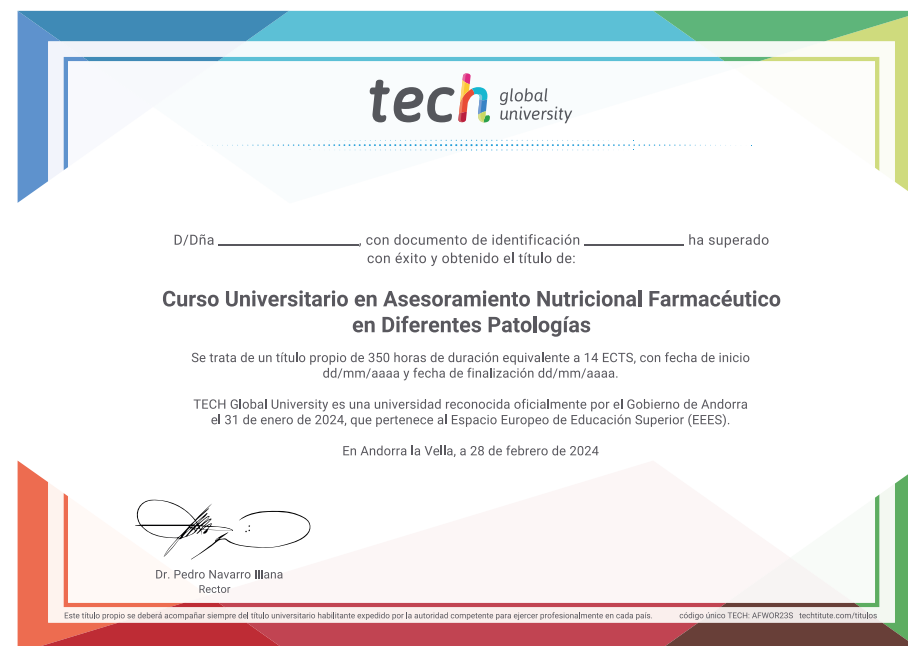 tech global university
D/Dña ____________________, con documento de identificación ______________ ha superado
con éxito y obtenido el título de:
Curso Universitario en Asesoramiento Nutricional Farmacéutico
en Diferentes Patologías
Se trata de un título propio de 350 horas de duración equivalente a 14 ECTS, con fecha de inicio
dd/mm/aaaa y fecha de finalización dd/mm/aaaa.
TECH Global University es una universidad reconocida oficialmente por el Gobierno de Andorra
el 31 de enero de 2024, que pertenece al Espacio Europeo de Educación Superior (EEES).
En Andorra la Vella, a 28 de febrero de 2024
Dr. Pedro Navarro Illana
Rector
Este título propio se deberá acompañar siempre del título universitario habilitante expedido por la autoridad competente para ejercer profesionalmente en cada país. código único TECH: AFWOR23S techtitute.com/titulos